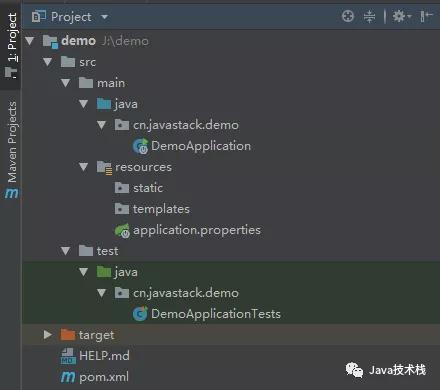 1: Project
Maven Projects
Project
demo J:\demo
src
main
java
cn.javastack.demo
DemoApplication
resources
static
templates
application.properties
test
java
cn.javastack.demo
DemoApplicationTests
target
HELP.md
pom.xml
Java技术栈